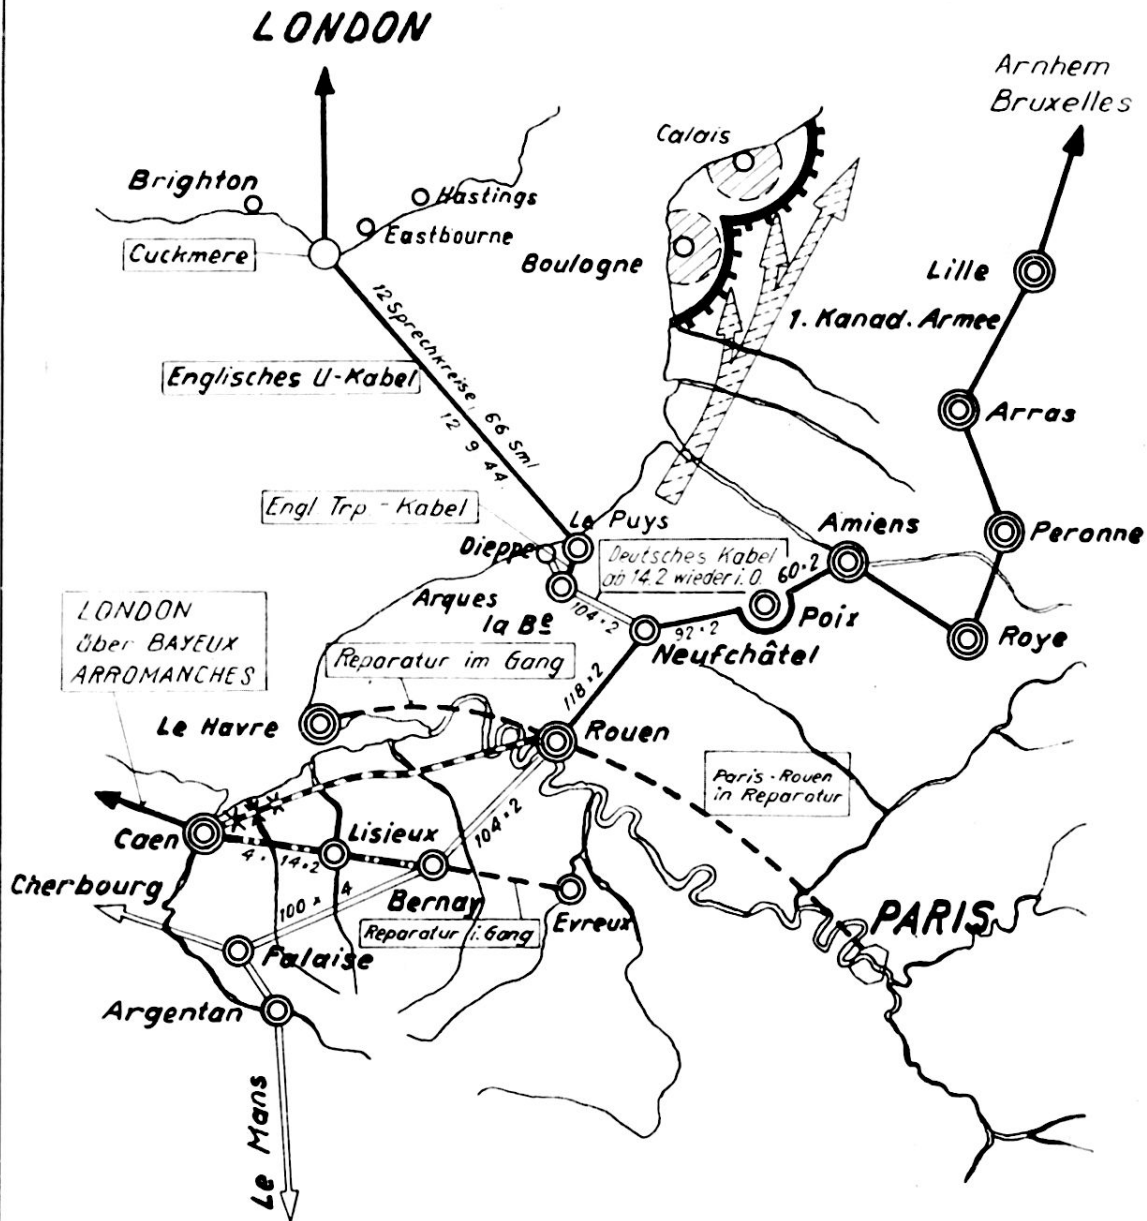 LONDON
Arnhem
Bruxelles
Calais
Brighton
Hastings
Eastbourne
Cuckmere
Boulogne
Lille
12 Sprechkreise, 66 Sml
12 9 44.
1. Kanad. Armee
Englisches U-Kabel
Arras
Engl Trp - Kabel
Le Puys
Dieppe
Amiens
Peronne
Deutsches Kabel
ab 14.2 wieder i. O.
60·2
Arques
la Bᵉ
104·2
92·2
Poix
Roye
Neufchâtel
LONDON
über BAYEUX
ARROMANCHES
Reparatur im Gang
118·2
Le Havre
Rouen
Paris - Rouen
in Reparatur
104·2
Caen
Lisieux
4 · 14·2
Cherbourg
100 × 4
Bernay
Evreux
Reparatur i. Gang
PARIS
Falaise
Argentan
Le Mans